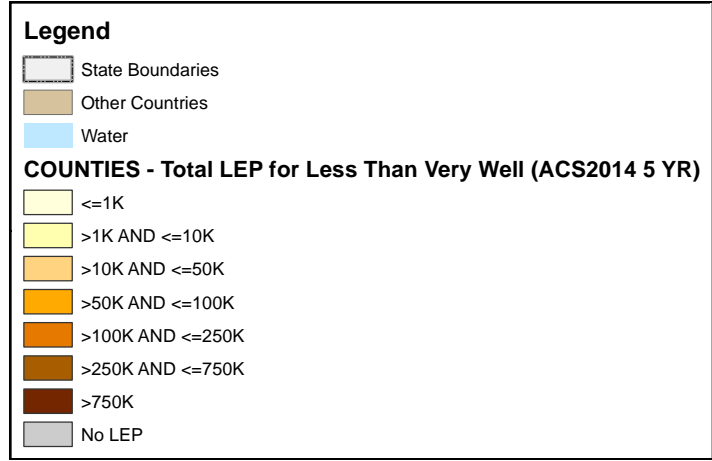 Legend
State Boundaries
Other Countries
Water
COUNTIES - Total LEP for Less Than Very Well (ACS2014 5 YR)
<=1K
>1K AND <=10K
>10K AND <=50K
>50K AND <=100K
>100K AND <=250K
>250K AND <=750K
>750K
No LEP